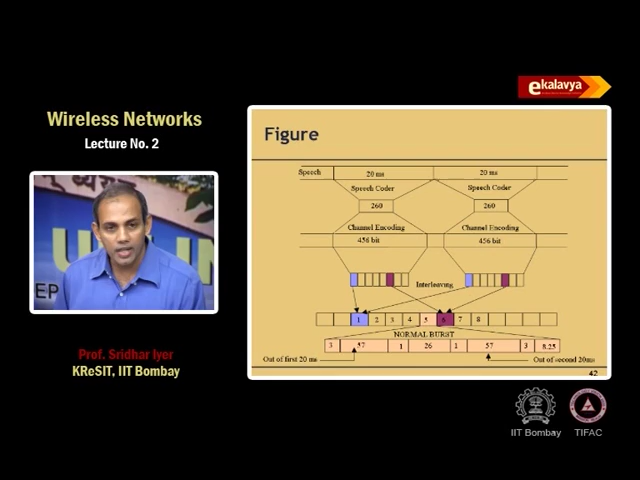 ekalavya
Wireless Networks
Lecture No. 2
EP
Prof. Sridhar Iyer
KReSIT, IIT Bombay
Figure
Speech 20 ms 20 ms
Speech Coder Speech Coder
260 260
Channel Encoding Channel Encoding
456 bit 456 bit
Interleaving
1 2 3 4 5 6 7 8
NORMAL BURST
3 57 1 26 1 57 3 8.25
Out of first 20 ms Out of second 20ms
42
IIT Bombay TIFAC